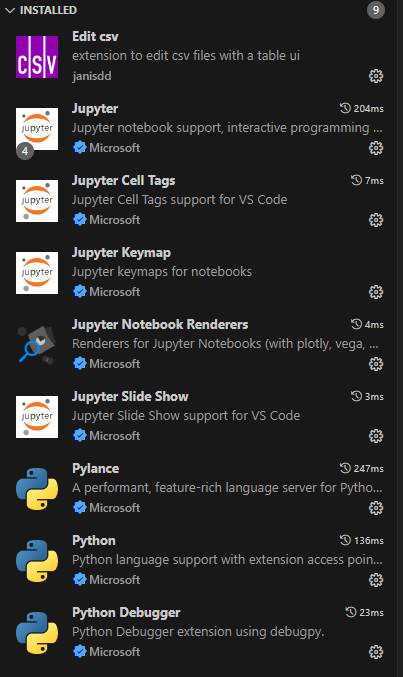 INSTALLED 9
Edit csv
extension to edit csv files with a table ui
janisdd
CSV
Jupyter 204ms
Jupyter notebook support, interactive programming ...
Microsoft
jupyter
4
Jupyter Cell Tags 7ms
Jupyter Cell Tags support for VS Code
Microsoft
jupyter
Jupyter Keymap
Jupyter keymaps for notebooks
Microsoft
jupyter
Jupyter Notebook Renderers 4ms
Renderers for Jupyter Notebooks (with plotly, vega, ...
Microsoft
Jupyter Slide Show 3ms
Jupyter Slide Show support for VS Code
Microsoft
jupyter
Pylance 247ms
A performant, feature-rich language server for Pytho...
Microsoft
Python 136ms
Python language support with extension access poin...
Microsoft
Python Debugger 23ms
Python Debugger extension using debugpy.
Microsoft